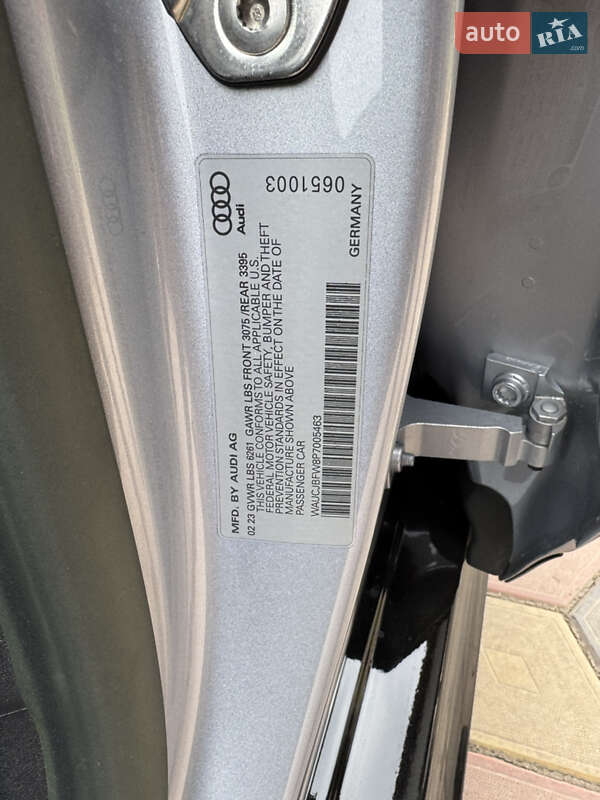 auto RIA
.com
Audi
0651003
GERMANY
MFD. BY AUDI AG
02.23 GVWR LBS 6261 GAWR LBS FRONT 3075 /REAR 3395
THIS VEHICLE CONFORMS TO ALL APPLICABLE U.S.
FEDERAL MOTOR VEHICLE SAFETY, BUMPER AND THEFT
PREVENTION STANDARDS IN EFFECT ON THE DATE OF
MANUFACTURE SHOWN ABOVE
PASSENGER CAR
WAUCJBFW8P7005463